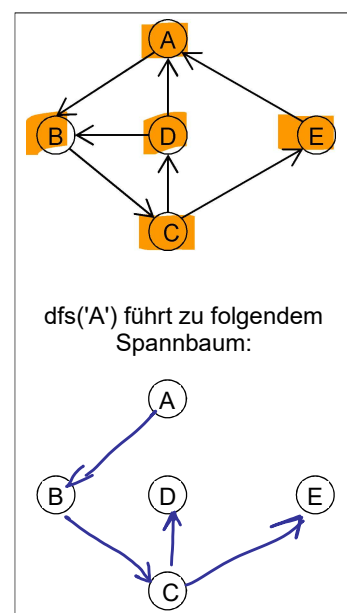 A
B D E
C
dfs('A') führt zu folgendem
Spannbaum:
A
B D E
C